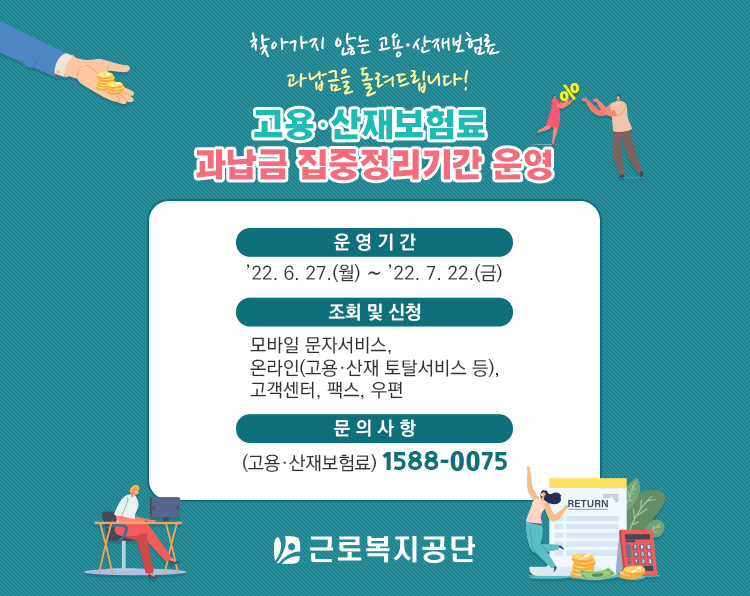 찾아가지 않는 고용·산재보험료
과납금을 돌려드립니다!
고용·산재보험료
과납금 집중정리기간 운영
%
운영기간
’22. 6. 27.(월) ~ ’22. 7. 22.(금)
조회 및 신청
모바일 문자서비스,
온라인(고용·산재 토탈서비스 등),
고객센터, 팩스, 우편
문의사항
(고용·산재보험료) 1588-0075
RETURN
근로복지공단